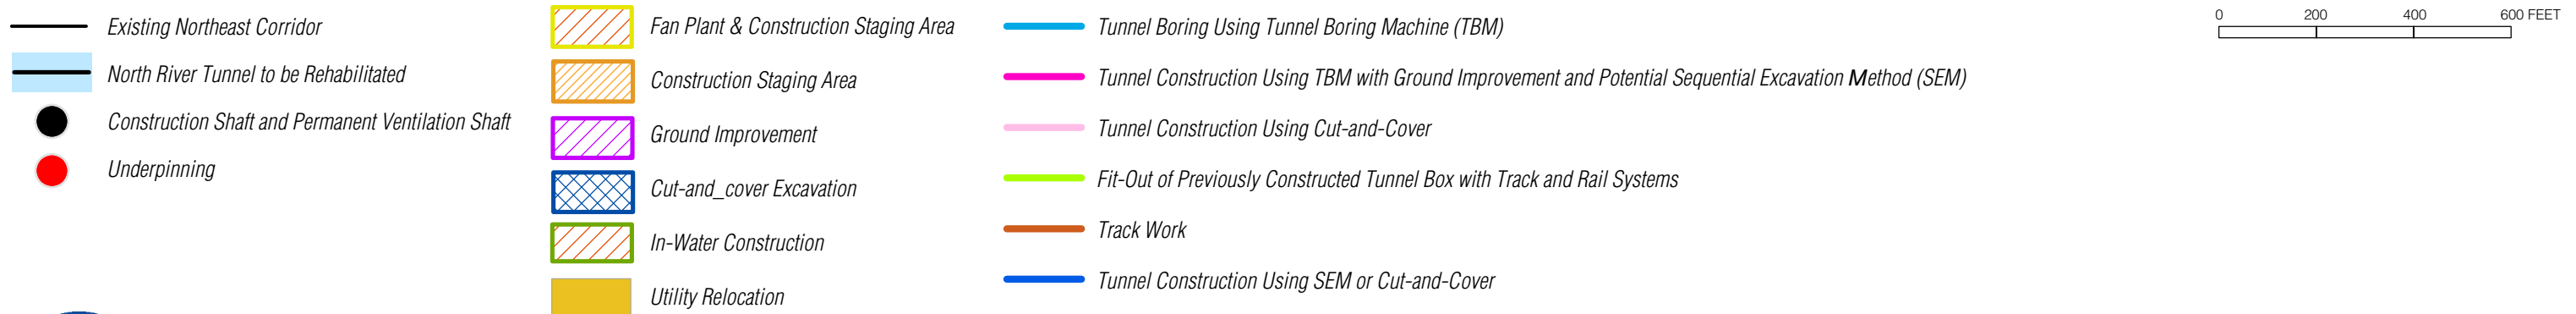 Existing Northeast Corridor
North River Tunnel to be Rehabilitated
Construction Shaft and Permanent Ventilation Shaft
Underpinning
Fan Plant & Construction Staging Area
Construction Staging Area
Ground Improvement
Cut-and_cover Excavation
In-Water Construction
Utility Relocation
Tunnel Boring Using Tunnel Boring Machine (TBM)
Tunnel Construction Using TBM with Ground Improvement and Potential Sequential Excavation Method (SEM)
Tunnel Construction Using Cut-and-Cover
Fit-Out of Previously Constructed Tunnel Box with Track and Rail Systems
Track Work
Tunnel Construction Using SEM or Cut-and-Cover
0 200 400 600 FEET